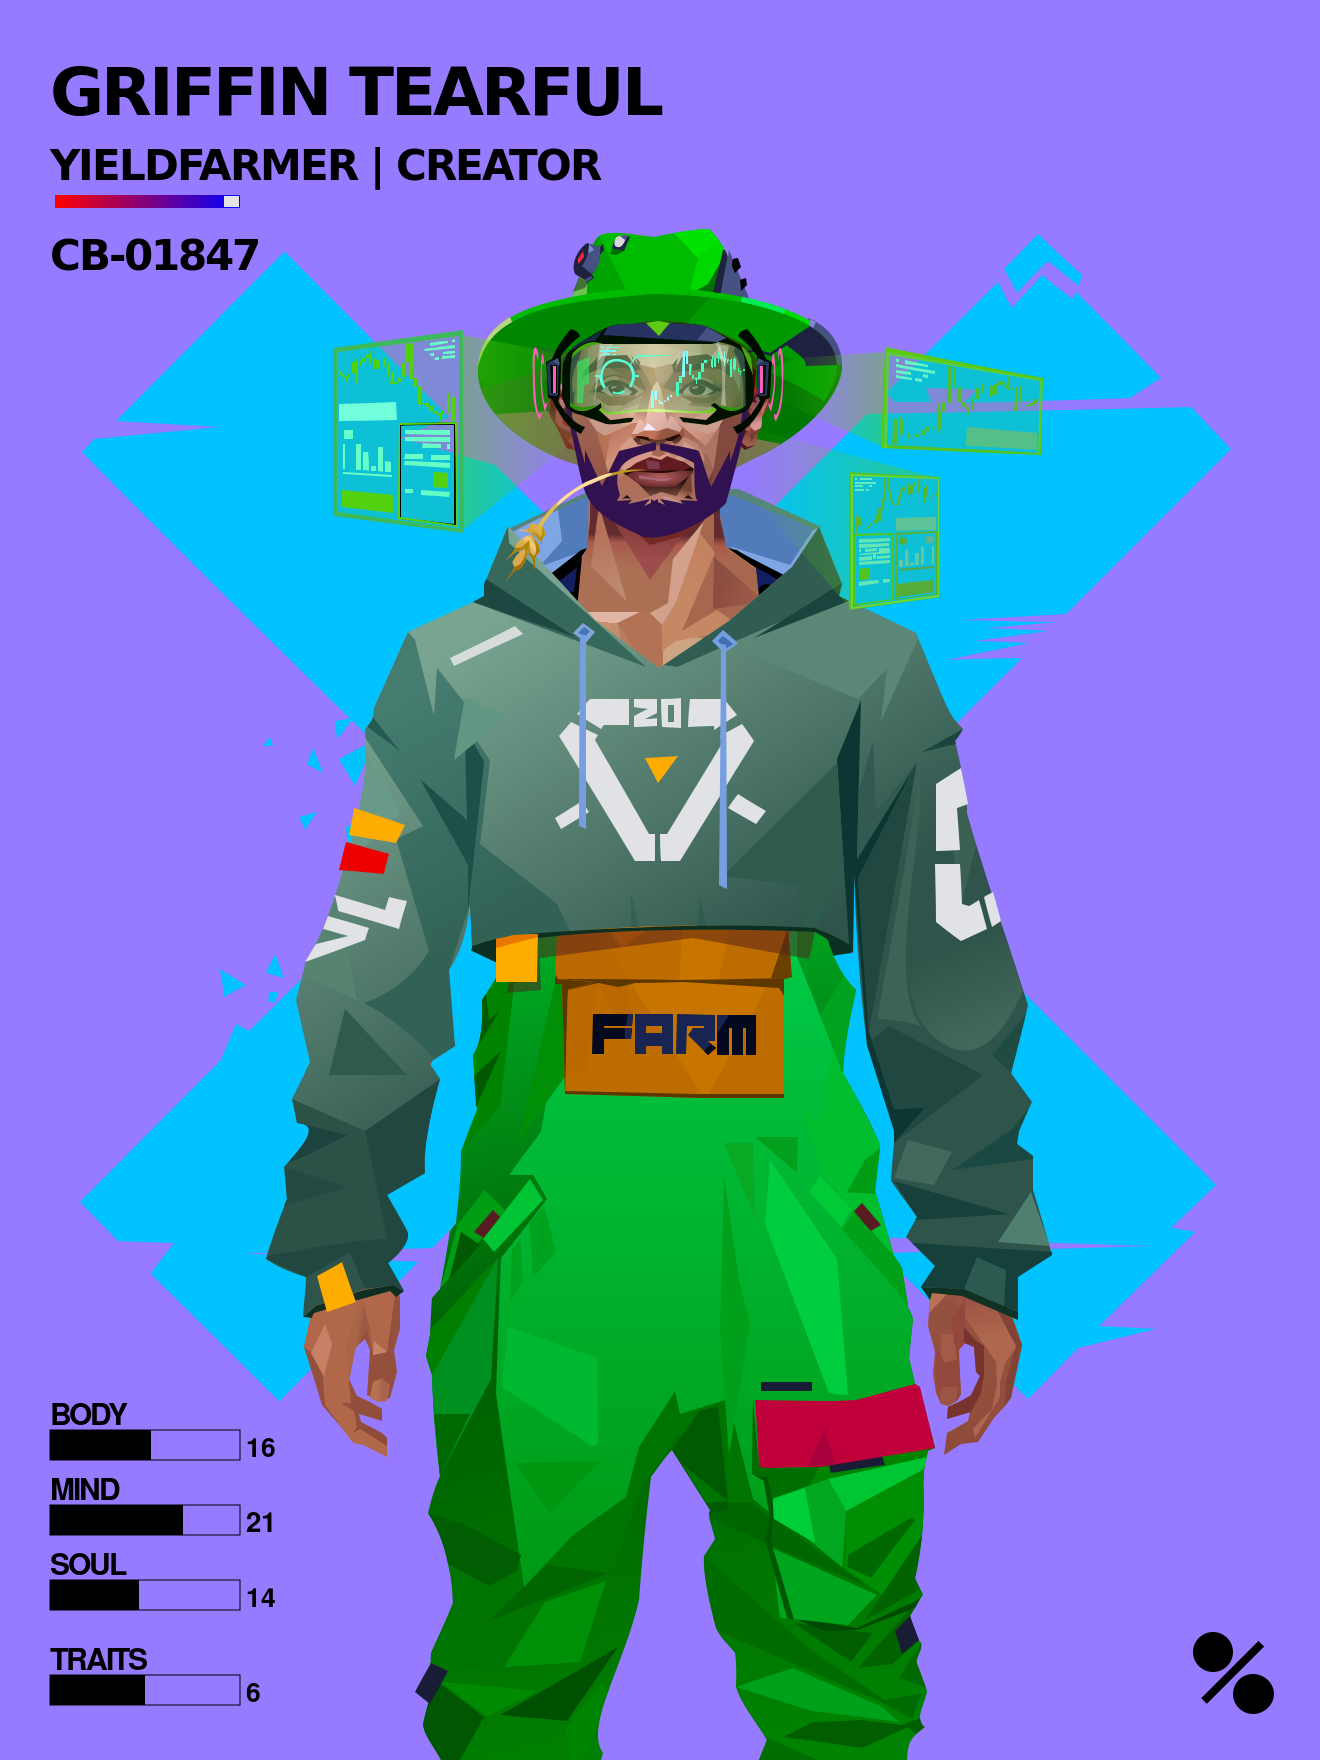 GRIFFIN TEARFUL
YIELDFARMER | CREATOR
CB-01847
20
FARM
BODY
16
MIND
21
SOUL
14
TRAITS
6
%